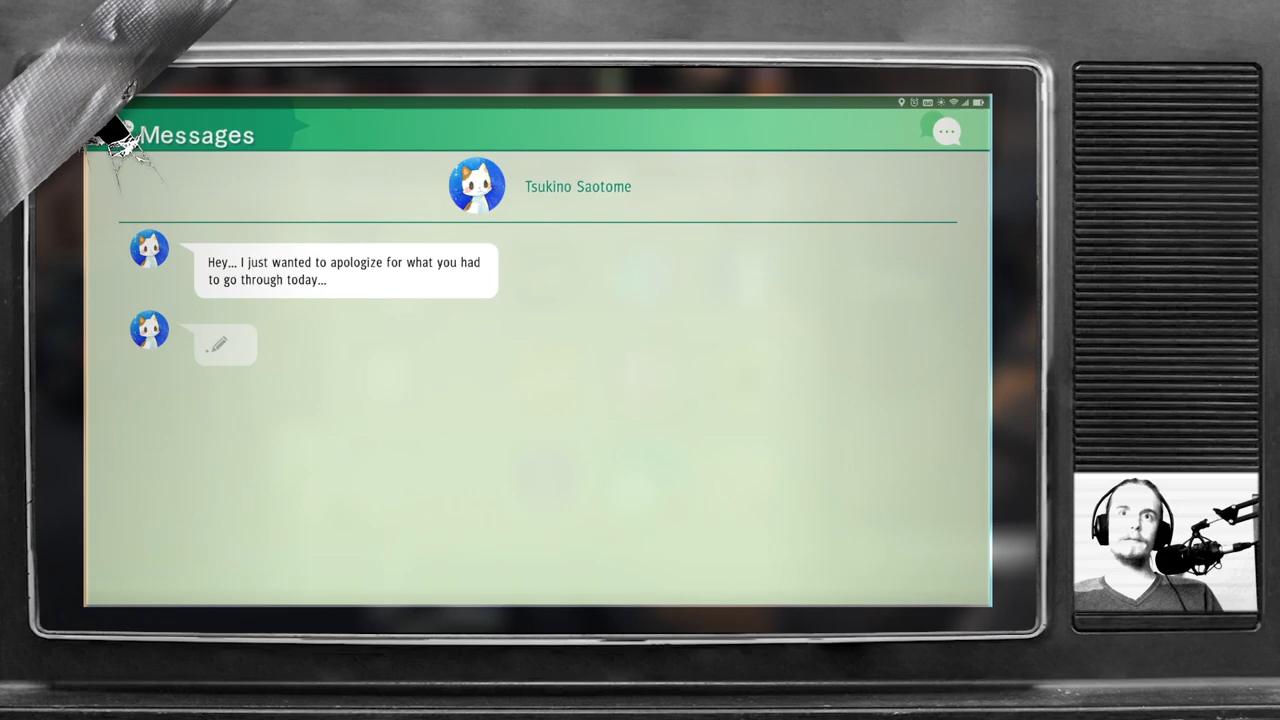 Messages
Tsukino Saotome
Hey... I just wanted to apologize for what you had
to go through today...